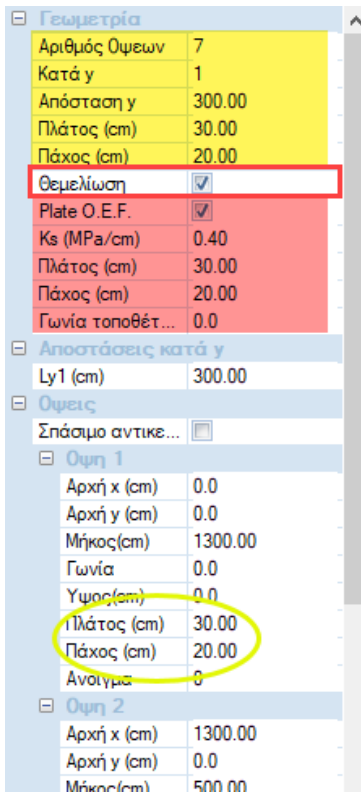 Γεωμετρία
Αριθμός Οψεων 7
Κατά y 1
Απόσταση y 300.00
Πλάτος (cm) 30.00
Πάχος (cm) 20.00
Θεμελίωση
Plate O.E.F.
Ks (MPa/cm) 0.40
Πλάτος (cm) 30.00
Πάχος (cm) 20.00
Γωνία τοποθέτ... 0.0
Αποστάσεις κατά y
Ly1 (cm) 300.00
Οψεις
Σπάσιμο αντικε...
Οψη 1
Αρχή x (cm) 0.0
Αρχή y (cm) 0.0
Μήκος(cm) 1300.00
Γωνία 0.0
Υψος(cm) 0.0
Πλάτος (cm) 30.00
Πάχος (cm) 20.00
Ανοιγμα 0
Οψη 2
Αρχή x (cm) 1300.00
Αρχή y (cm) 0.0
Μήκος(cm) 500.00